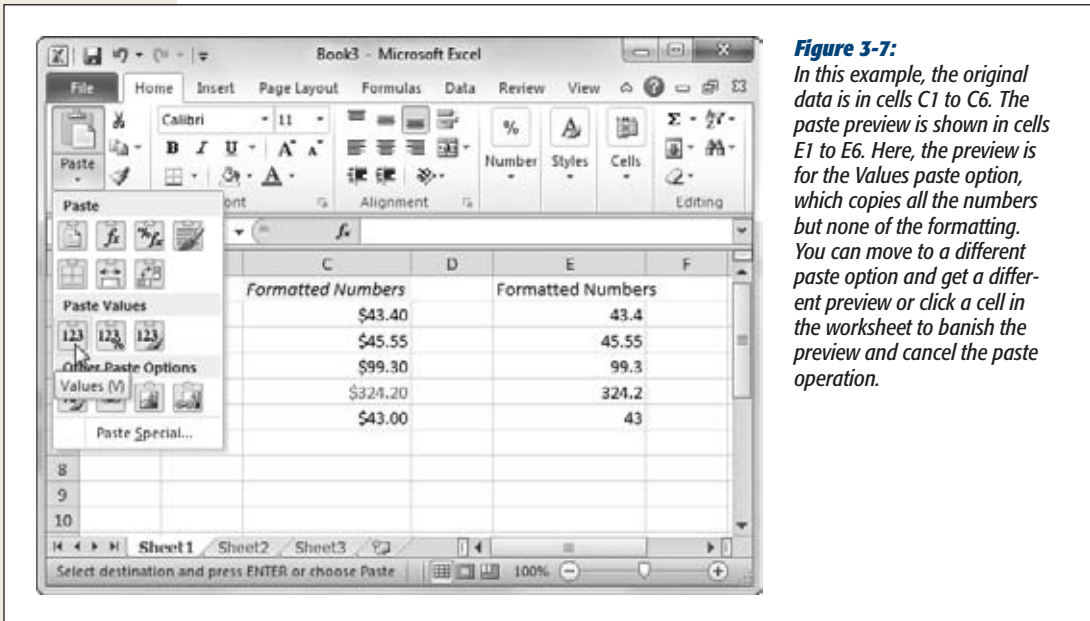 Book3 - Microsoft Excel
File Home Insert Page Layout Formulas Data Review View
Calibri 11
Paste
B I U A A
A
%
Number
Styles
Cells
Σ
ont
Alignment
Editing
Paste
fx %fx
fx
C D E F
Formatted Numbers Formatted Numbers
Paste Values
$43.40 43.4
123 123 123
$45.55 45.55
Other Paste Options
$99.30 99.3
Values (V)
$324.20 324.2
$43.00 43
Paste Special...
8
9
10
Sheet1 Sheet2 Sheet3
Select destination and press ENTER or choose Paste 100%
Figure 3-7:
In this example, the original
data is in cells C1 to C6. The
paste preview is shown in cells
E1 to E6. Here, the preview is
for the Values paste option,
which copies all the numbers
but none of the formatting.
You can move to a different
paste option and get a differ-
ent preview or click a cell in
the worksheet to banish the
preview and cancel the paste
operation.